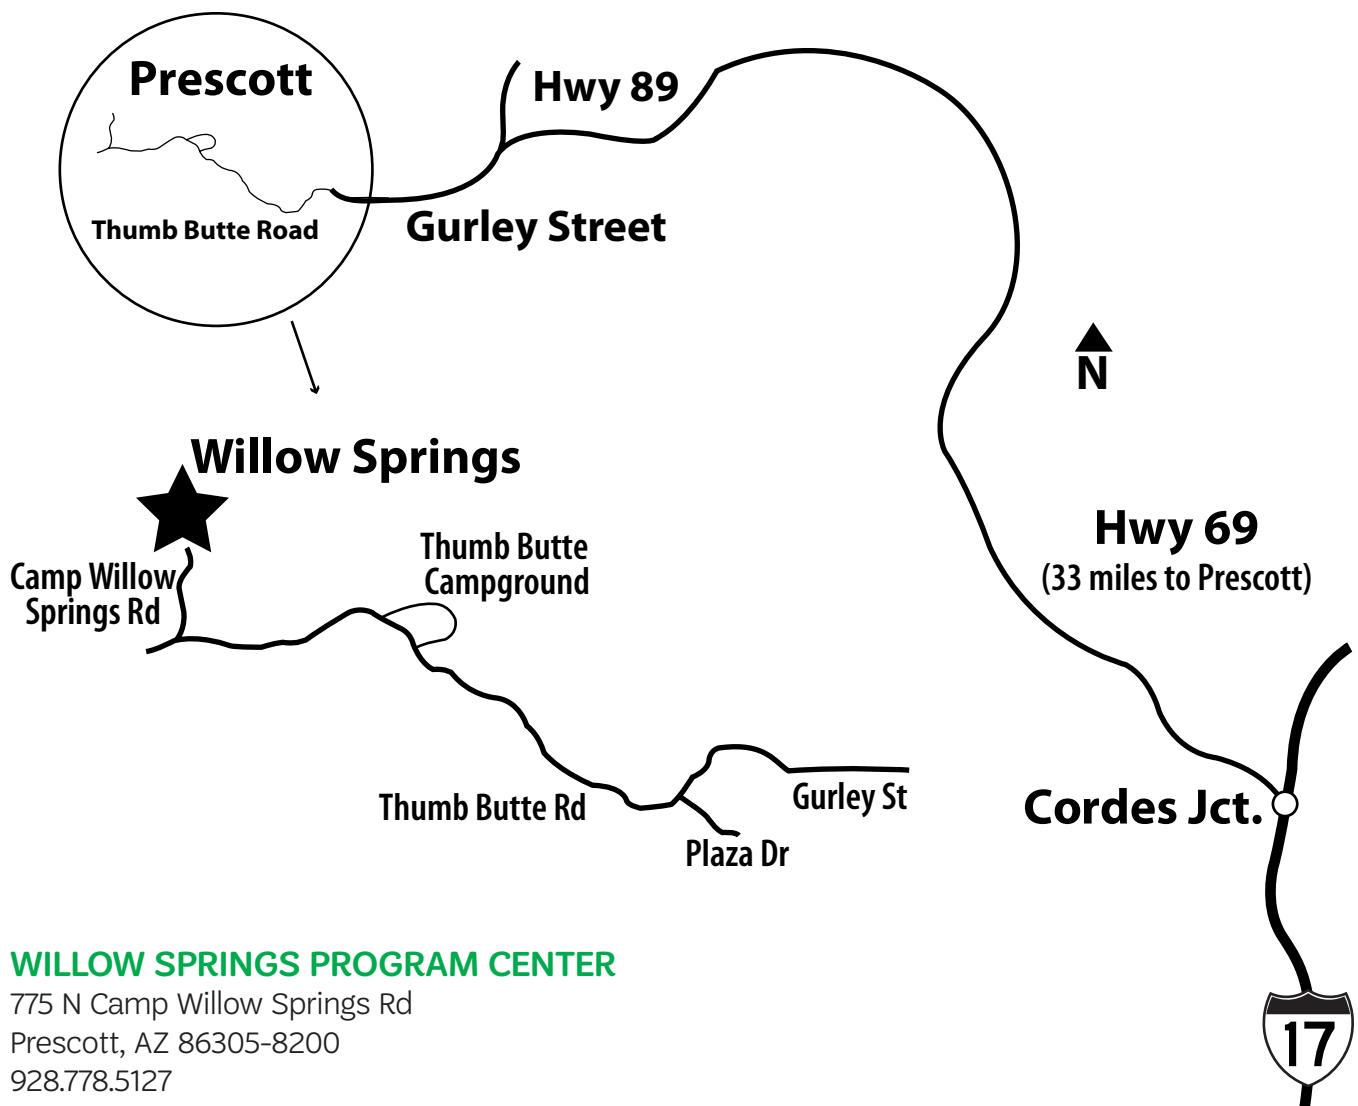 Prescott
Thumb Butte Road
Hwy 89
Gurley Street
N
Willow Springs
Camp Willow
Springs Rd
Thumb Butte
Campground
Hwy 69
(33 miles to Prescott)
Thumb Butte Rd
Gurley St
Plaza Dr
Cordes Jct.
17
WILLOW SPRINGS PROGRAM CENTER
775 N Camp Willow Springs Rd
Prescott, AZ 86305-8200
928.778.5127